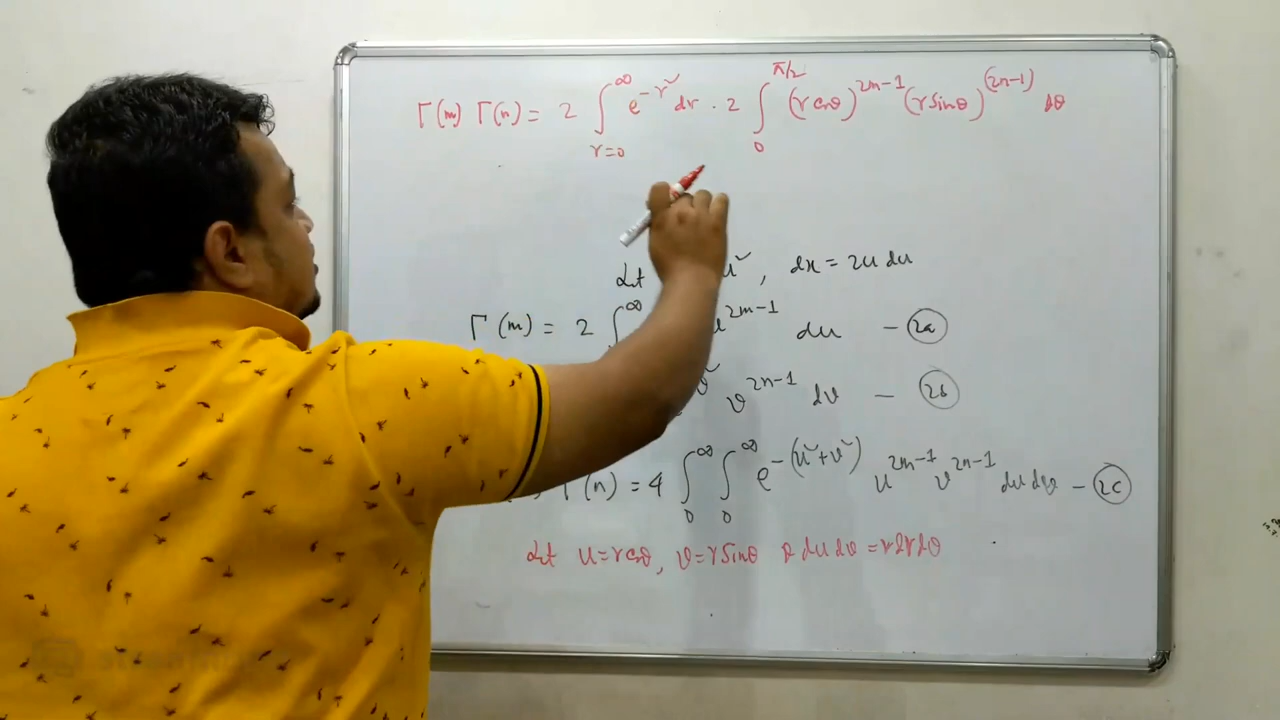 Γ(m) Γ(n) = 2 ∫_{r=0}^{∞} e^{-r²} dr · 2 ∫_{0}^{π/2} (r cosθ)^{2m-1} (r sinθ)^{(2n-1)} dθ
Let u², dx = 2u du
Γ(m) = 2 ∫^{∞} u^{2m-1} du - (2a)
v² v^{2n-1} dv - (2b)
Γ(n) = 4 ∫_{0}^{∞} ∫_{0}^{∞} e^{-(u²+v²)} u^{2m-1} v^{2n-1} du dv - (2c)
Let u = r cosθ, v = r sinθ & du dv = r dr dθ